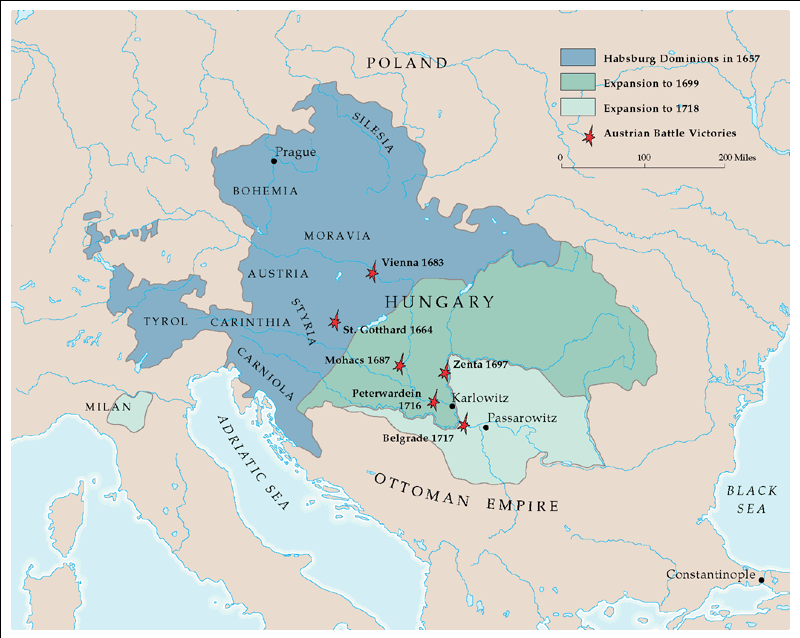 POLAND
Habsburg Dominions in 1657
Expansion to 1699
Expansion to 1718
Austrian Battle Victories
0 100 200 Miles
SILESIA
Prague
BOHEMIA
MORAVIA
Vienna 1683
AUSTRIA
HUNGARY
STYRIA
TYROL
CARINTHIA
St. Gotthard 1664
Mohacs 1687
Zenta 1697
CARNIOLA
Peterwardein
1716
Karlowitz
MILAN
Passarowitz
Belgrade 1717
ADRIATIC SEA
OTTOMAN EMPIRE
BLACK
SEA
Constantinople